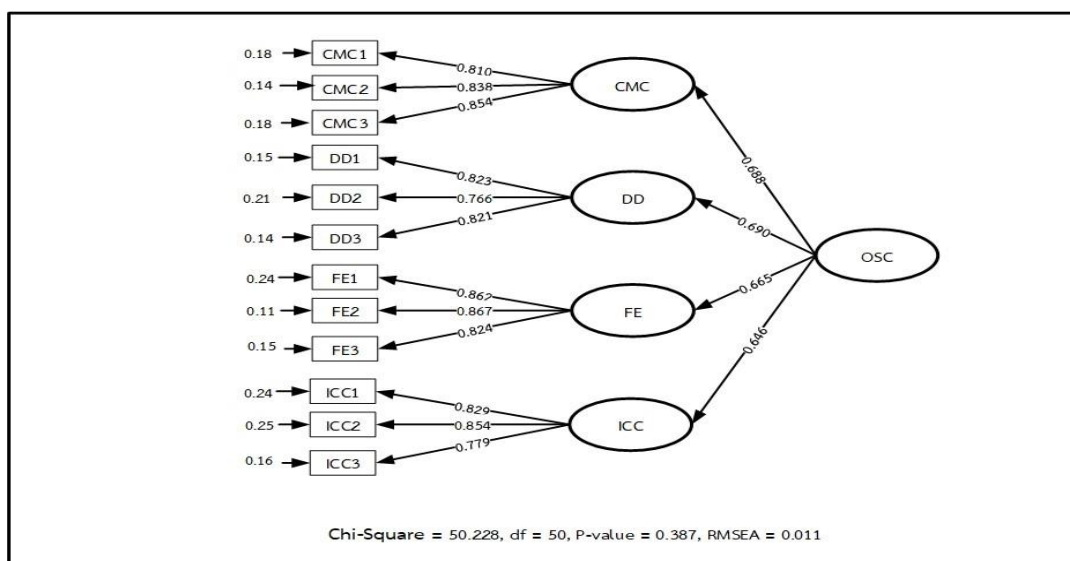 0.18
CMC1
0.810
0.14
CMC2
0.838
CMC
0.18
CMC3
0.854
0.15
DD1
0.823
0.688
0.21
DD2
0.766
DD
0.690
0.14
DD3
0.821
OSC
0.24
FE1
0.862
0.665
0.11
FE2
0.867
FE
0.15
FE3
0.824
0.646
0.24
ICC1
0.829
0.25
ICC2
0.854
ICC
0.16
ICC3
0.779
Chi-Square = 50.228, df = 50, P-value = 0.387, RMSEA = 0.011